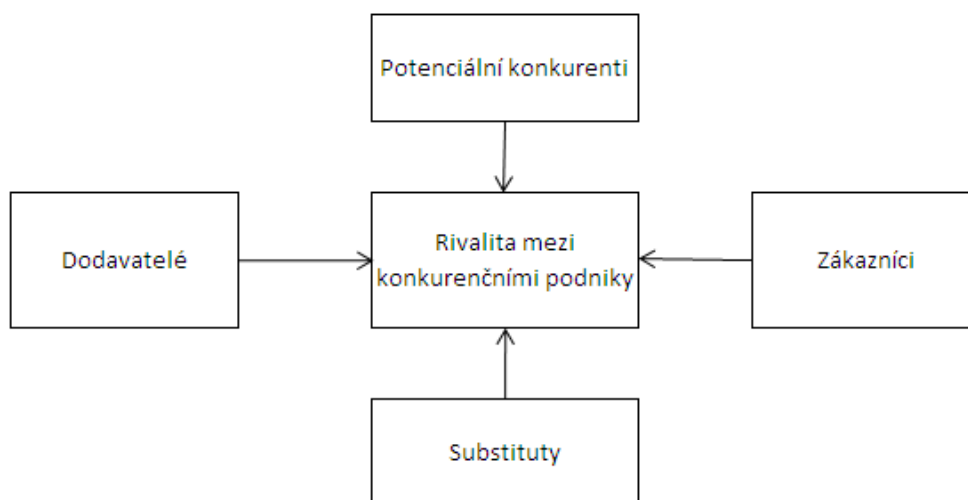 Potenciální konkurenti
Dodavatelé
Rivalita mezi
konkurenčními podniky
Zákazníci
Substituty